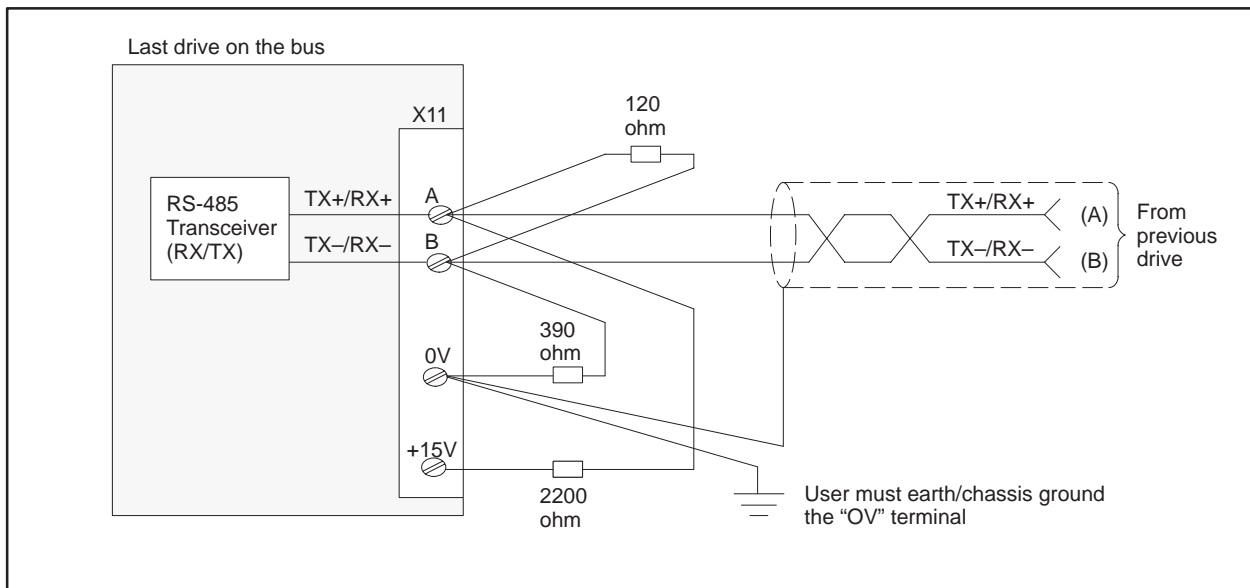 Last drive on the bus
X11
120
ohm
RS-485
Transceiver
(RX/TX)
TX+/RX+
TX–/RX–
A
B
TX+/RX+
(A)
TX–/RX–
(B)
From
previous
drive
390
ohm
0V
+15V
2200
ohm
User must earth/chassis ground
the “OV” terminal